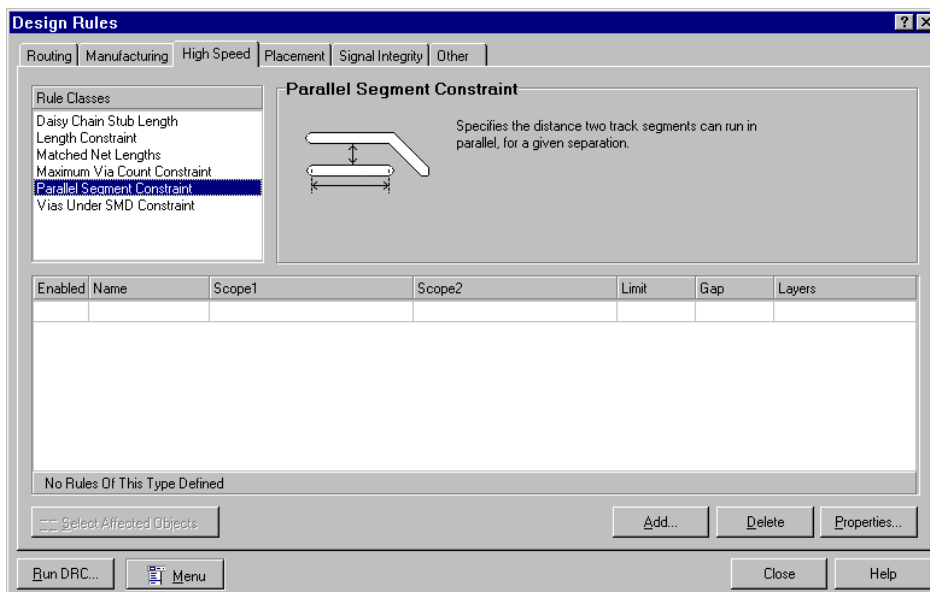 Design Rules
Routing Manufacturing High Speed Placement Signal Integrity Other
Rule Classes
Daisy Chain Stub Length
Length Constraint
Matched Net Lengths
Maximum Via Count Constraint
Parallel Segment Constraint
Vias Under SMD Constraint
Parallel Segment Constraint
Specifies the distance two track segments can run in
parallel, for a given separation.
Enabled Name Scope1 Scope2 Limit Gap Layers
No Rules Of This Type Defined
Select Affected Objects Add... Delete Properties...
Run DRC... Menu Close Help